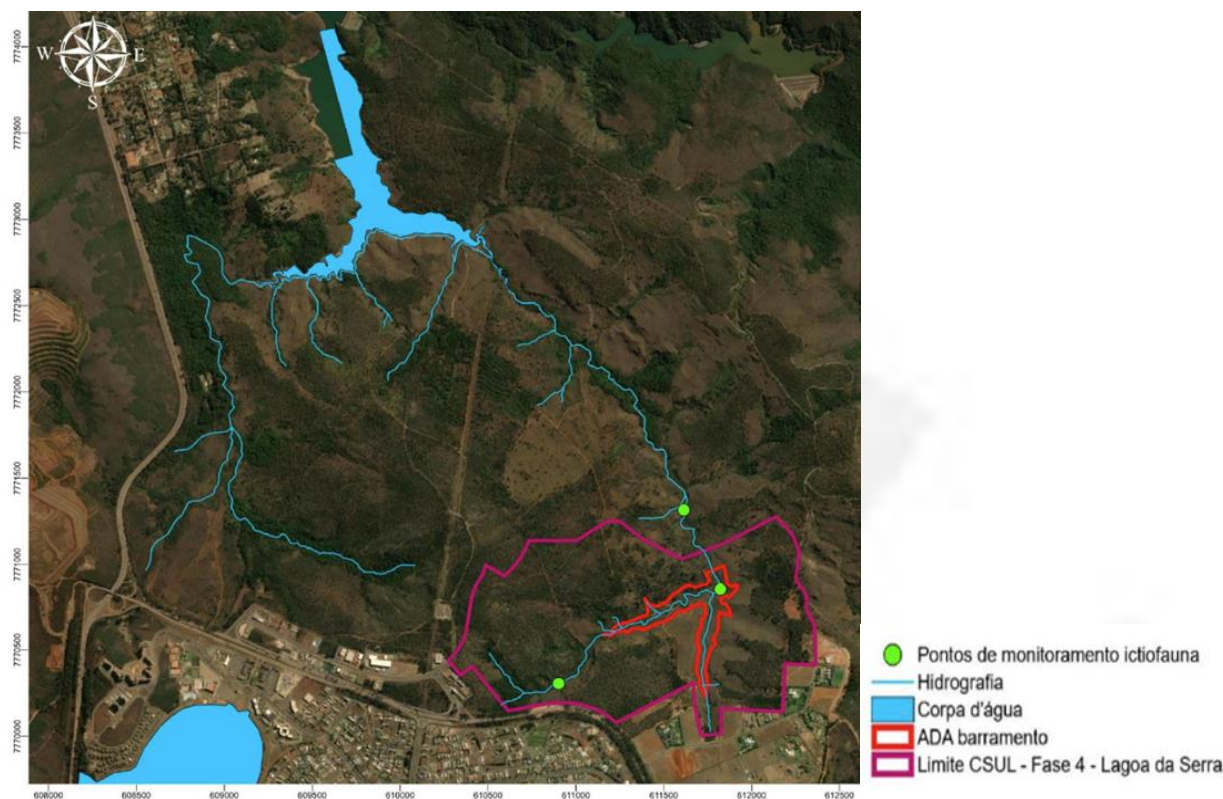 W E
S
7774000
7773500
7773000
7772500
7772000
7771500
7771000
7770500
7770000
608000 608500 609000 609500 610000 610500 611000 611500 612000 612500
Pontos de monitoramento ictiofauna
Hidrografia
Corpa d'água
ADA barramento
Limite CSUL - Fase 4 - Lagoa da Serra